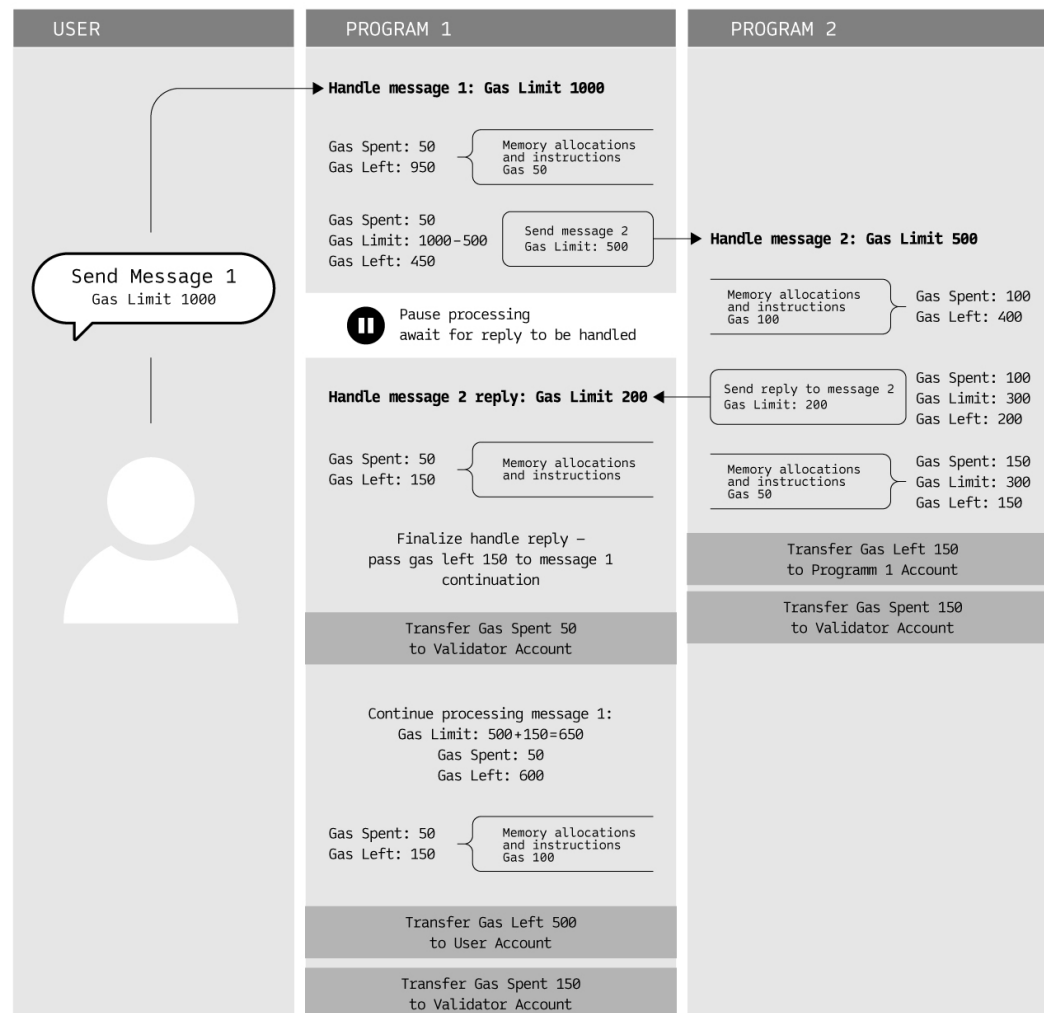 USER
PROGRAM 1
PROGRAM 2
Send Message 1
Gas Limit 1000
Handle message 1: Gas Limit 1000
Gas Spent: 50
Gas Left: 950
Memory allocations
and instructions
Gas 50
Gas Spent: 50
Gas Limit: 1000-500
Gas Left: 450
Send message 2
Gas Limit: 500
Pause processing
await for reply to be handled
Handle message 2: Gas Limit 500
Memory allocations
and instructions
Gas 100
Gas Spent: 100
Gas Left: 400
Send reply to message 2
Gas Limit: 200
Gas Spent: 100
Gas Limit: 300
Gas Left: 200
Memory allocations
and instructions
Gas 50
Gas Spent: 150
Gas Limit: 300
Gas Left: 150
Transfer Gas Left 150
to Programm 1 Account
Transfer Gas Spent 150
to Validator Account
Handle message 2 reply: Gas Limit 200
Gas Spent: 50
Gas Left: 150
Memory allocations
and instructions
Finalize handle reply –
pass gas left 150 to message 1
continuation
Transfer Gas Spent 50
to Validator Account
Continue processing message 1:
Gas Limit: 500+150=650
Gas Spent: 50
Gas Left: 600
Gas Spent: 50
Gas Left: 150
Memory allocations
and instructions
Gas 100
Transfer Gas Left 500
to User Account
Transfer Gas Spent 150
to Validator Account